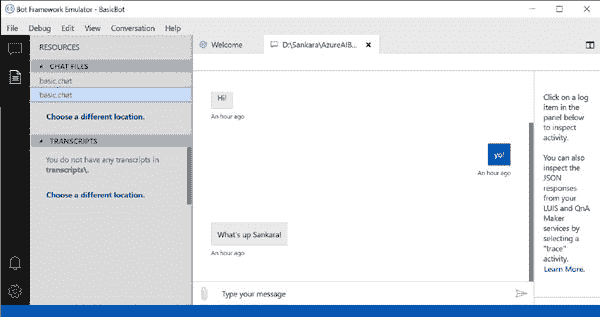 Bot Framework Emulator - BasicBot
File Debug Edit View Conversation Help
RESOURCES
CHAT FILES
basic.chat
basic.chat
Choose a different location.
TRANSCRIPTS
You do not have any transcripts in
transcripts\.
Choose a different location.
Welcome
D:\Sankara\AzureAIB...
Hi!
An hour ago
yo!
An hour ago
What's up Sankara!
An hour ago
Type your message
Click on a log
item in the
panel below
to inspect
activity.
You can also
inspect the
JSON
responses
from your
LUIS and QnA
Maker
services by
selecting a
"trace"
activity.
Learn More.